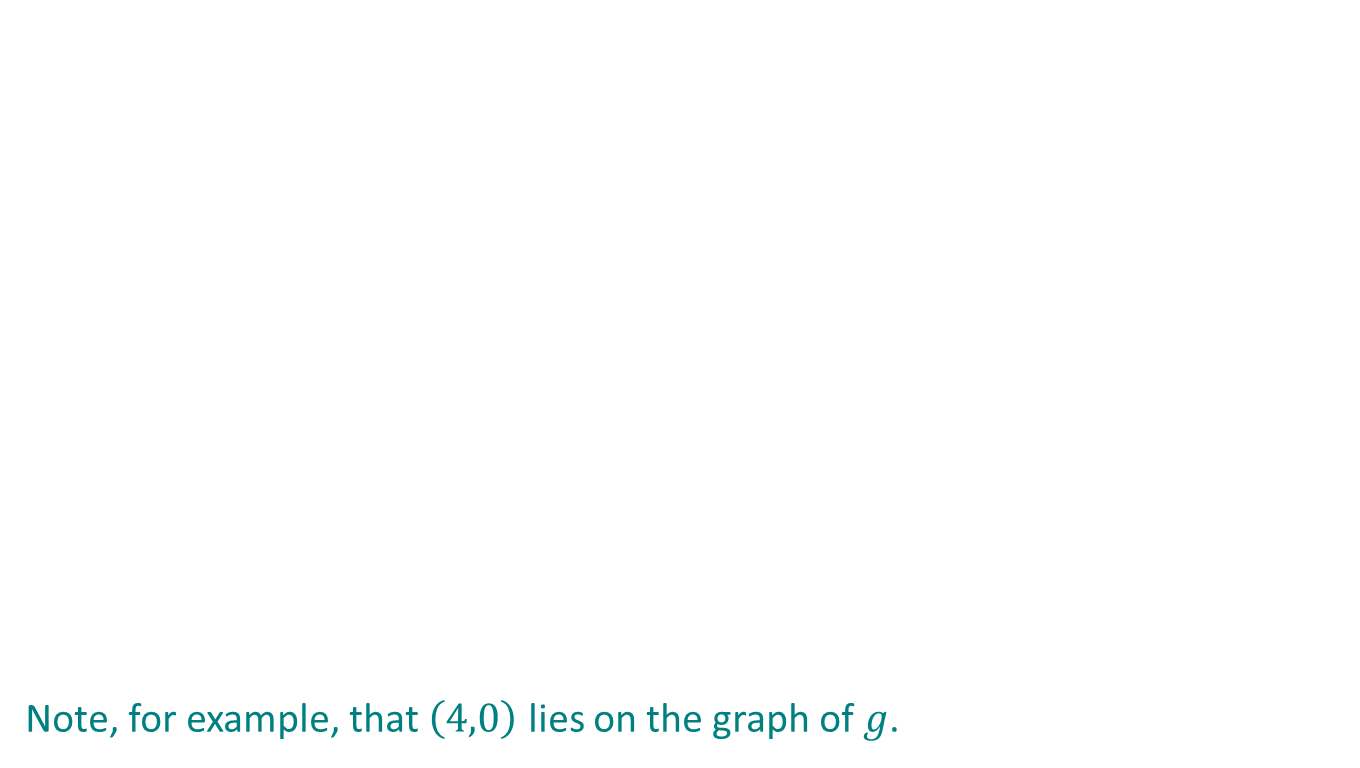 Note, for example, that (4,0) lies on the graph of g.